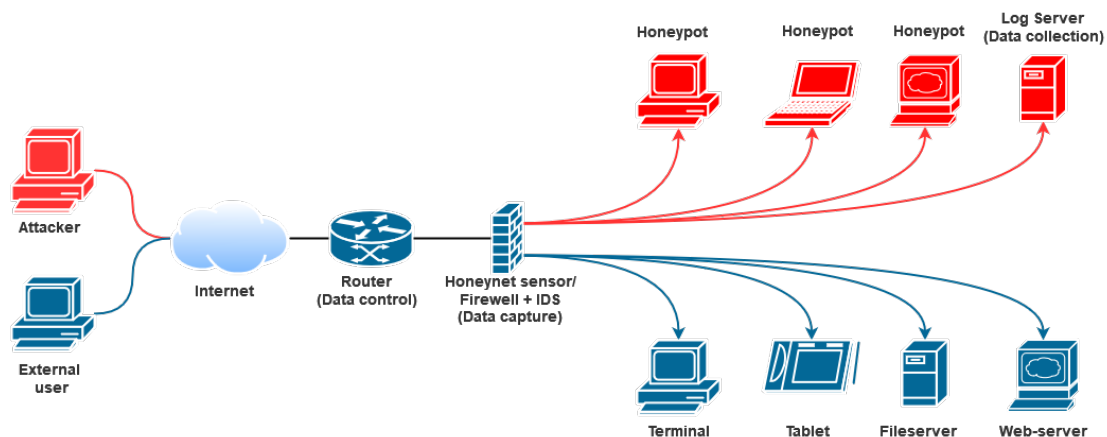 Honeypot
Honeypot
Honeypot
Log Server
(Data collection)
Attacker
Internet
Router
(Data control)
Honeynet sensor/
Firewell + IDS
(Data capture)
External
user
Terminal
Tablet
Fileserver
Web-server